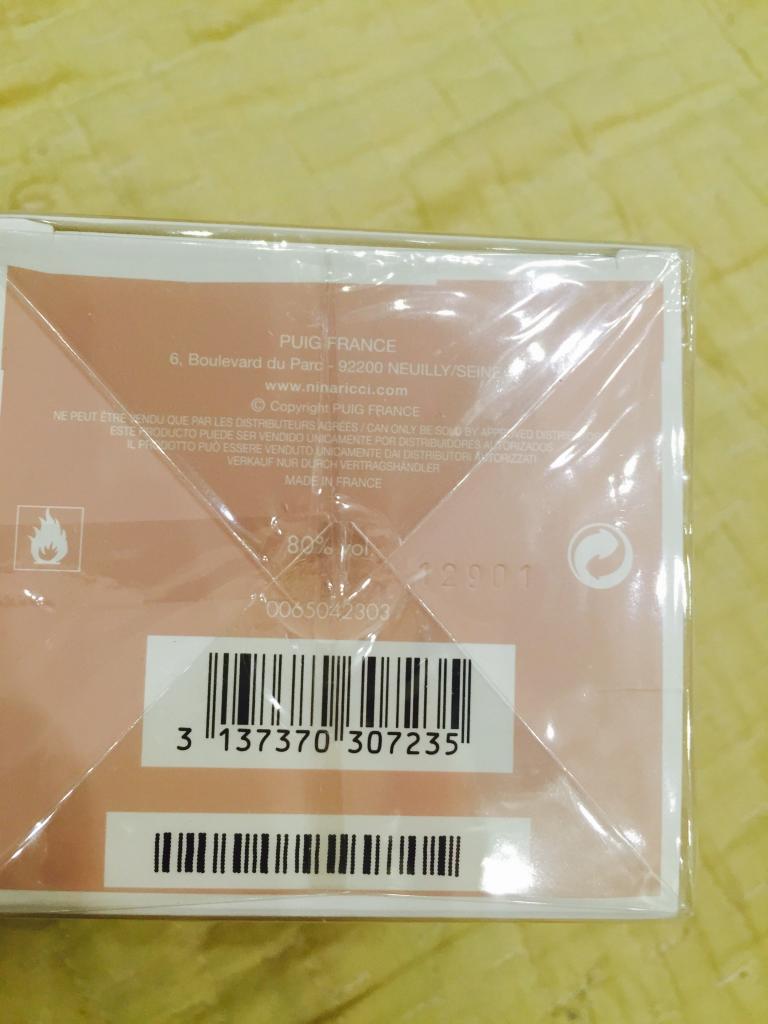 PUIG FRANCE
6, Boulevard du Parc - 92200 NEUILLY/SEINE
www.ninaricci.com
© Copyright PUIG FRANCE
NE PEUT ÊTRE VENDU QUE PAR LES DISTRIBUTEURS AGRÉÉS / CAN ONLY BE SOLD BY APPROVED
ESTE PRODUCTO PUEDE SER VENDIDO UNICAMENTE POR DISTRIBUIDORES AUTORIZADOS
IL PRODOTTO PUÒ ESSERE VENDUTO UNICAMENTE DAI DISTRIBUTORI AUTORIZZATI
VERKAUF NUR DURCH VERTRAGSHÄNDLER
MADE IN FRANCE
80% vol.
12901
0065042303
3 137370 307235